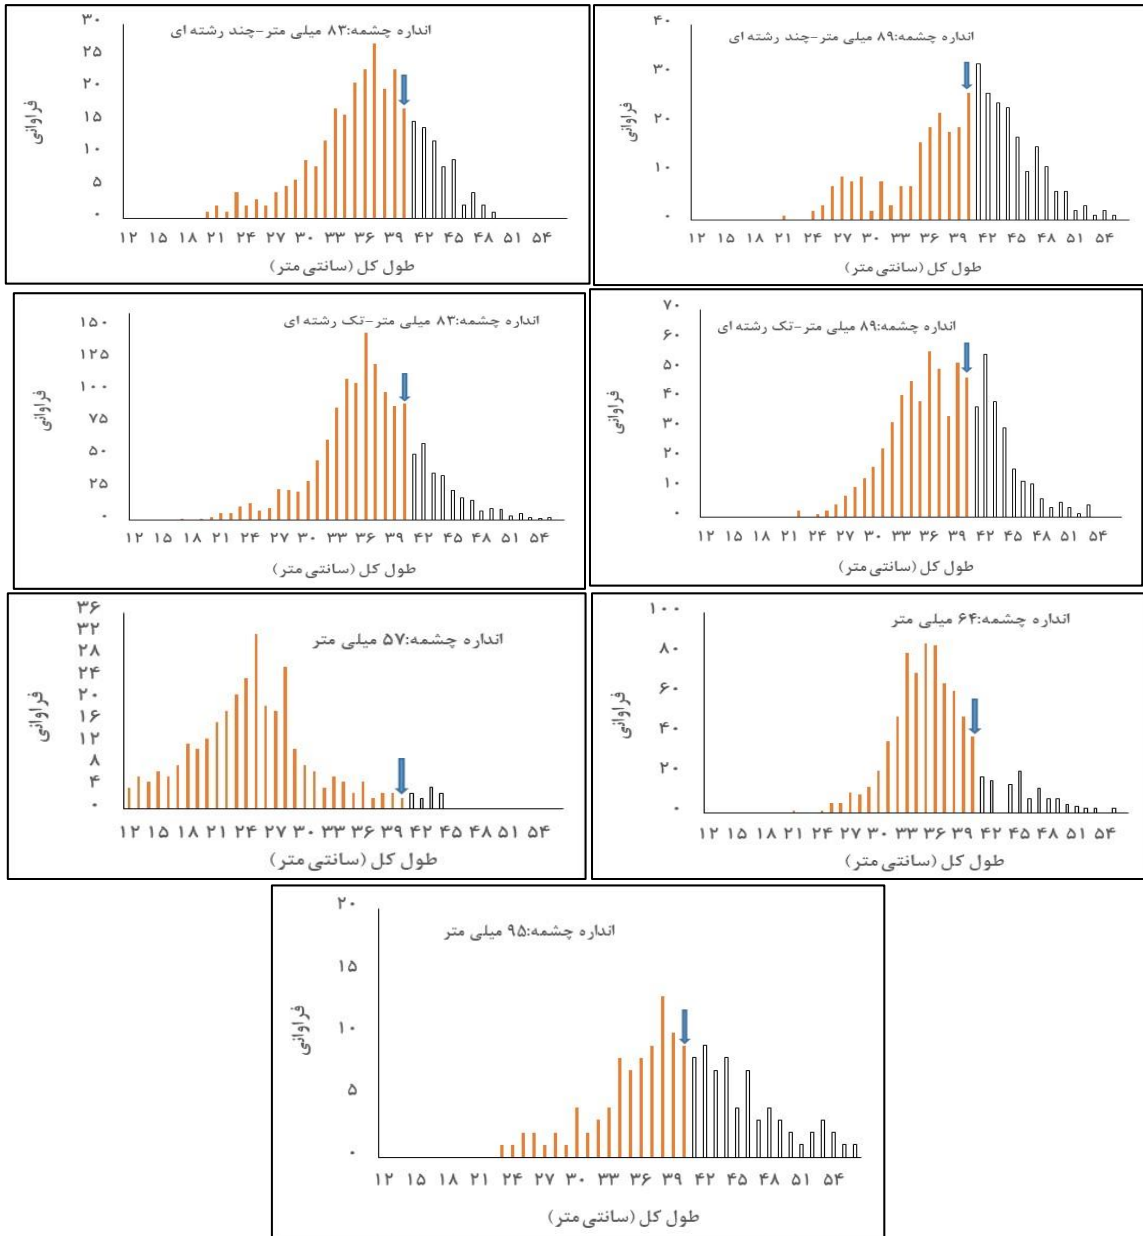 اندازه چشمه:۸۳ میلی متر-چند رشته ای
۳۰
۲۵
۲۰
۱۵
۱۰
۵
۰
فراوانی
۱۲ ۱۵ ۱۸ ۲۱ ۲۴ ۲۷ ۳۰ ۳۳ ۳۶ ۳۹ ۴۲ ۴۵ ۴۸ ۵۱ ۵۴
طول کل (سانتی متر)
اندازه چشمه:۸۹ میلی متر-چند رشته ای
۴۰
۳۰
۲۰
۱۰
۰
فراوانی
۱۲ ۱۵ ۱۸ ۲۱ ۲۴ ۲۷ ۳۰ ۳۳ ۳۶ ۳۹ ۴۲ ۴۵ ۴۸ ۵۱ ۵۴
طول کل (سانتی متر)
اندازه چشمه:۸۳ میلی متر-تک رشته ای
۱۵۰
۱۲۵
۱۰۰
۷۵
۵۰
۲۵
۰
فراوانی
۱۲ ۱۵ ۱۸ ۲۱ ۲۴ ۲۷ ۳۰ ۳۳ ۳۶ ۳۹ ۴۲ ۴۵ ۴۸ ۵۱ ۵۴
طول کل (سانتی متر)
اندازه چشمه:۸۹ میلی متر-تک رشته ای
۷۰
۶۰
۵۰
۴۰
۳۰
۲۰
۱۰
۰
فراوانی
۱۲ ۱۵ ۱۸ ۲۱ ۲۴ ۲۷ ۳۰ ۳۳ ۳۶ ۳۹ ۴۲ ۴۵ ۴۸ ۵۱ ۵۴
طول کل (سانتی متر)
اندازه چشمه:۵۷ میلی متر
۳۶
۳۲
۲۸
۲۴
۲۰
۱۶
۱۲
۸
۴
۰
فراوانی
۱۲ ۱۵ ۱۸ ۲۱ ۲۴ ۲۷ ۳۰ ۳۳ ۳۶ ۳۹ ۴۲ ۴۵ ۴۸ ۵۱ ۵۴
طول کل (سانتی متر)
اندازه چشمه:۶۴ میلی متر
۱۰۰
۸۰
۶۰
۴۰
۲۰
۰
فراوانی
۱۲ ۱۵ ۱۸ ۲۱ ۲۴ ۲۷ ۳۰ ۳۳ ۳۶ ۳۹ ۴۲ ۴۵ ۴۸ ۵۱ ۵۴
طول کل (سانتی متر)
اندازه چشمه:۹۵ میلی متر
۲۰
۱۵
۱۰
۵
۰
فراوانی
۱۲ ۱۵ ۱۸ ۲۱ ۲۴ ۲۷ ۳۰ ۳۳ ۳۶ ۳۹ ۴۲ ۴۵ ۴۸ ۵۱ ۵۴
طول کل (سانتی متر)